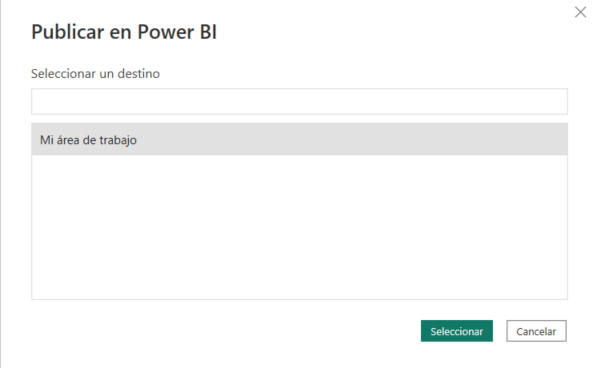 Publicar en Power BI
Seleccionar un destino
Mi área de trabajo
Seleccionar
Cancelar